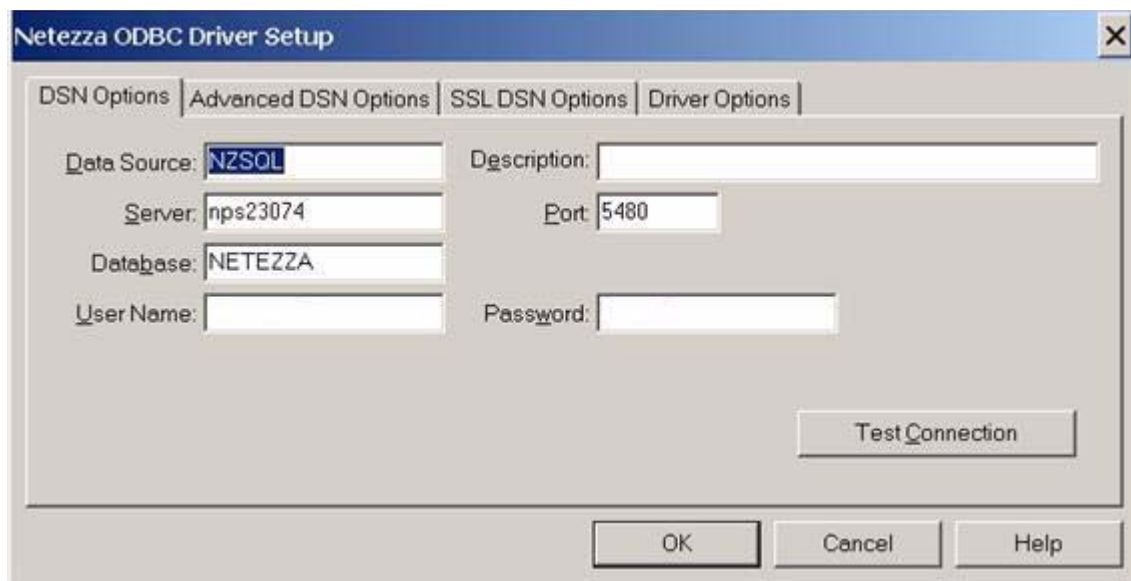 Netezza ODBC Driver Setup
DSN Options Advanced DSN Options SSL DSN Options Driver Options
Data Source: NZSQL Description:
Server: nps23074 Port: 5480
Database: NETEZZA
User Name: Password:
Test Connection
OK Cancel Help